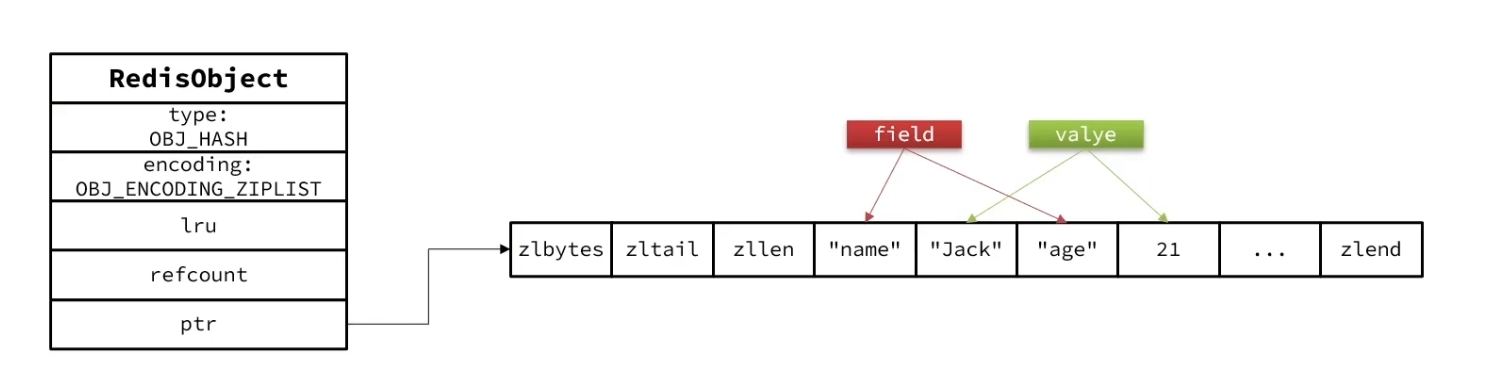 RedisObject
type:
OBJ_HASH
encoding:
OBJ_ENCODING_ZIPLIST
lru
refcount
ptr
field
valye
zlbytes
zltail
zllen
"name"
"Jack"
"age"
21
...
zlend